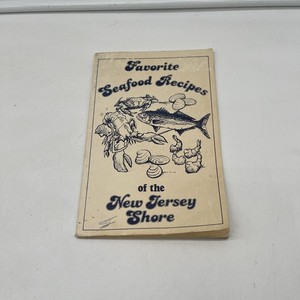 Favorite
Seafood Recipes
of the
New Jersey
Shore